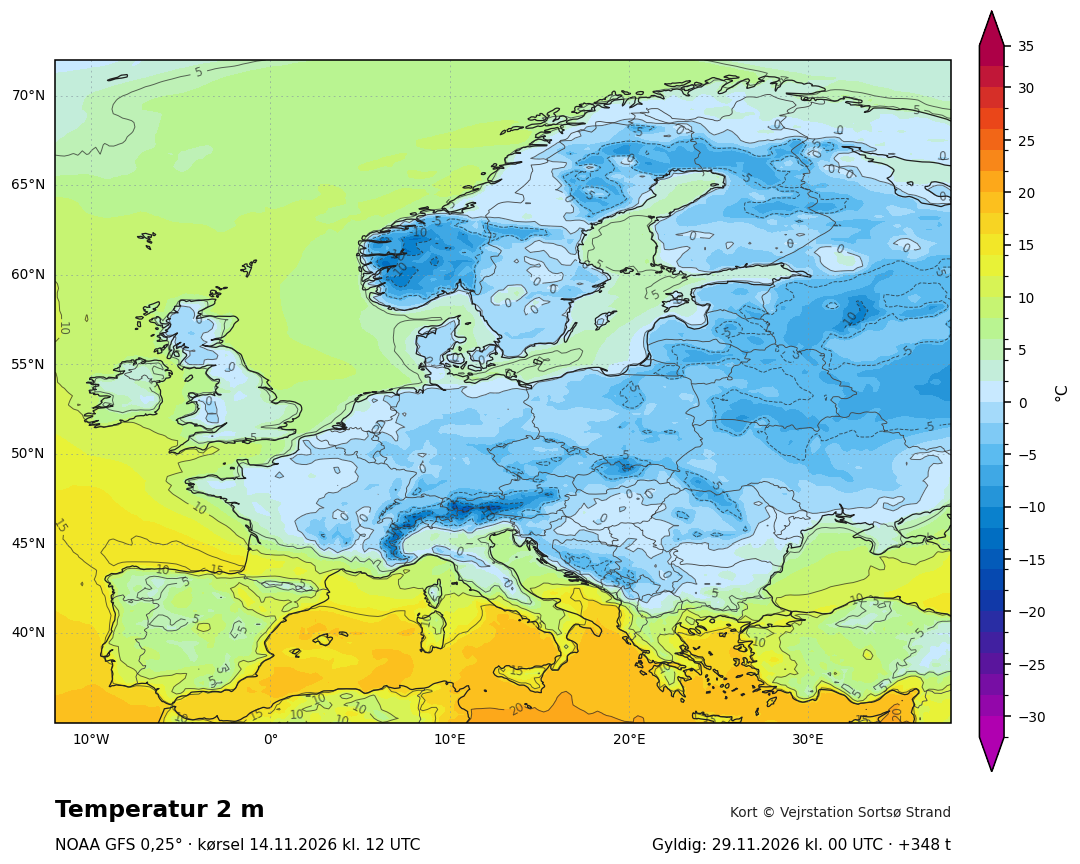 35
30
25
20
15
10
5
0
−5
−10
−15
−20
−25
−30
°C
70°N
65°N
60°N
55°N
50°N
45°N
40°N
10°W
0°
10°E
20°E
30°E
Temperatur 2 m
Kort © Vejrstation Sortsø Strand
NOAA GFS 0,25° · kørsel 14.11.2026 kl. 12 UTC
Gyldig: 29.11.2026 kl. 00 UTC · +348 t